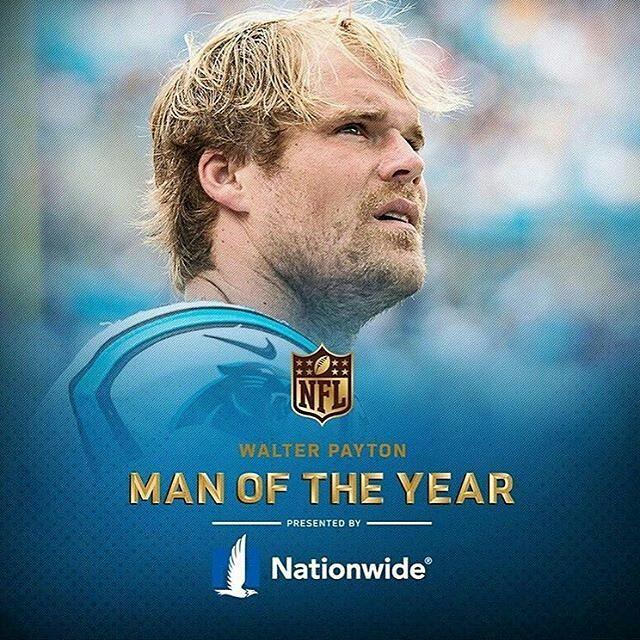 NFL
WALTER PAYTON
MAN OF THE YEAR
PRESENTED BY
Nationwide®